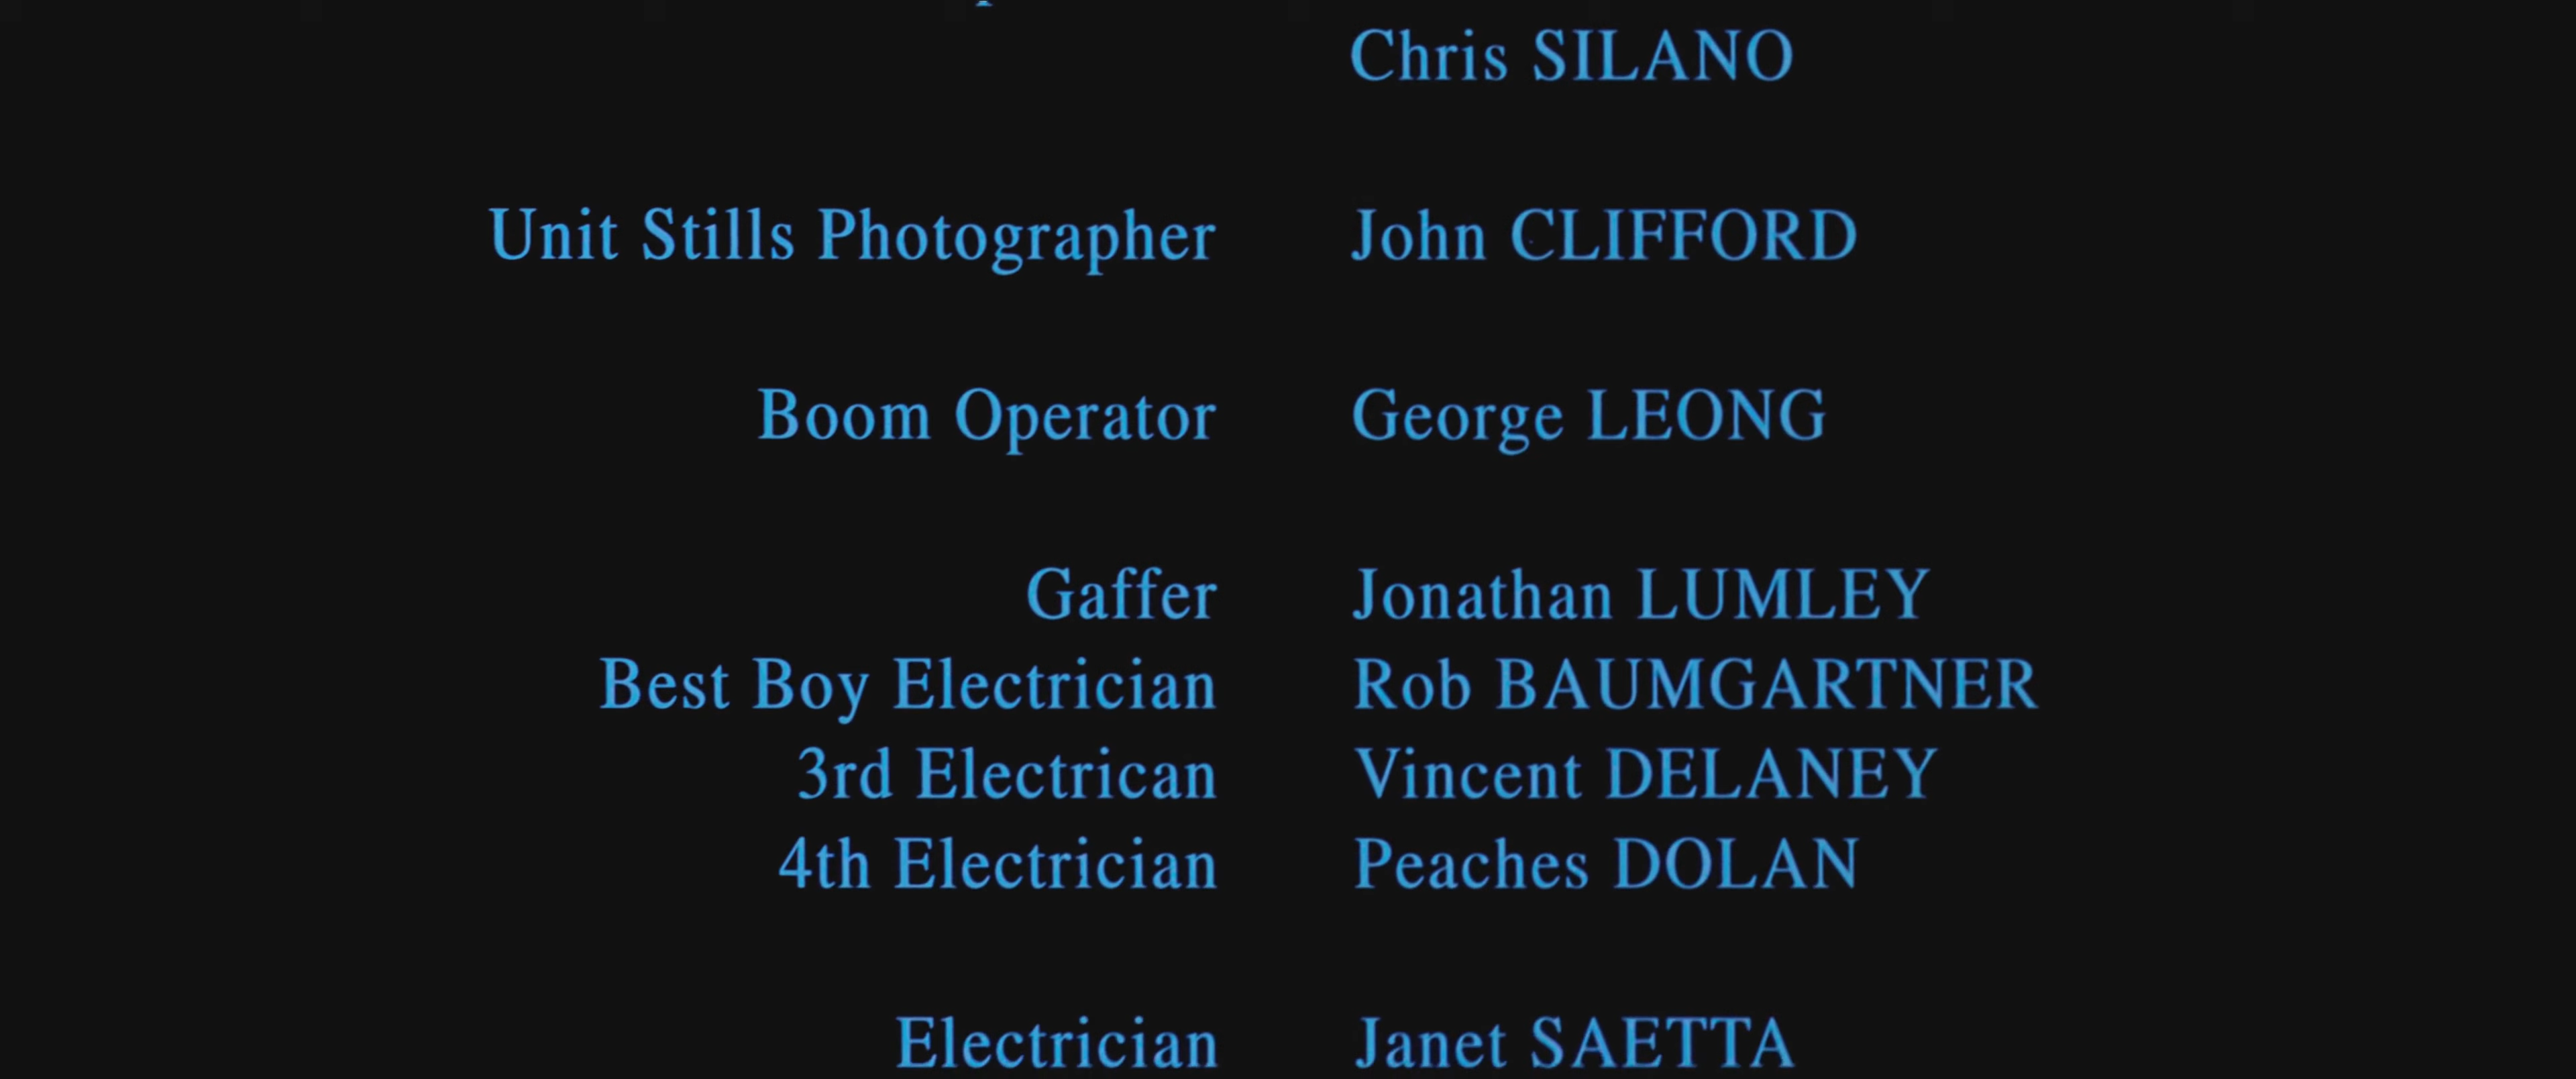 Chris SILANO
Unit Stills Photographer John CLIFFORD
Boom Operator George LEONG
Gaffer Jonathan LUMLEY
Best Boy Electrician Rob BAUMGARTNER
3rd Electrican Vincent DELANEY
4th Electrician Peaches DOLAN
Electrician Janet SAETTA